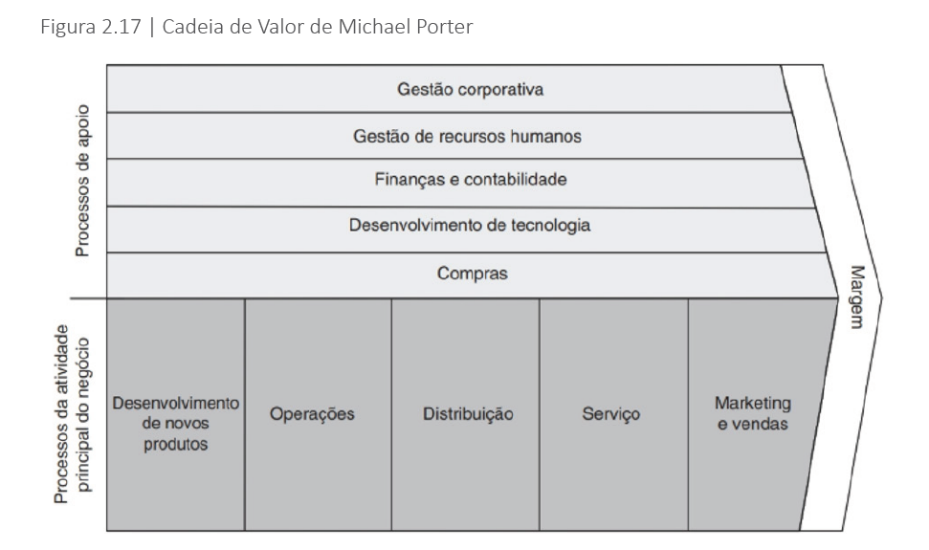 Figura 2.17 | Cadeia de Valor de Michael Porter
Processos de apoio
Gestão corporativa
Gestão de recursos humanos
Finanças e contabilidade
Desenvolvimento de tecnologia
Compras
Margem
Processos da atividade
principal do negócio
Desenvolvimento
de novos
produtos
Operações
Distribuição
Serviço
Marketing
e vendas